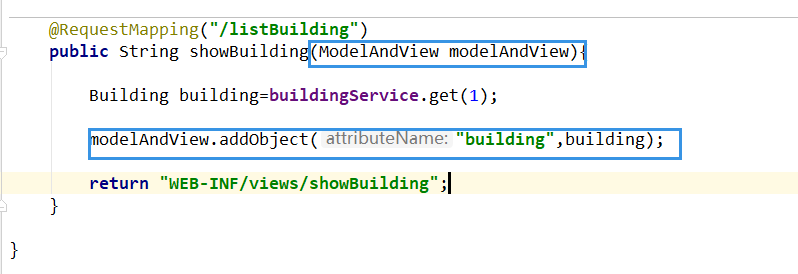 @RequestMapping("/listBuilding")
public String showBuilding(ModelAndView modelAndView){
Building building=buildingService.get(1);
modelAndView.addObject( attributeName: "building",building);
return "WEB-INF/views/showBuilding";
}
}